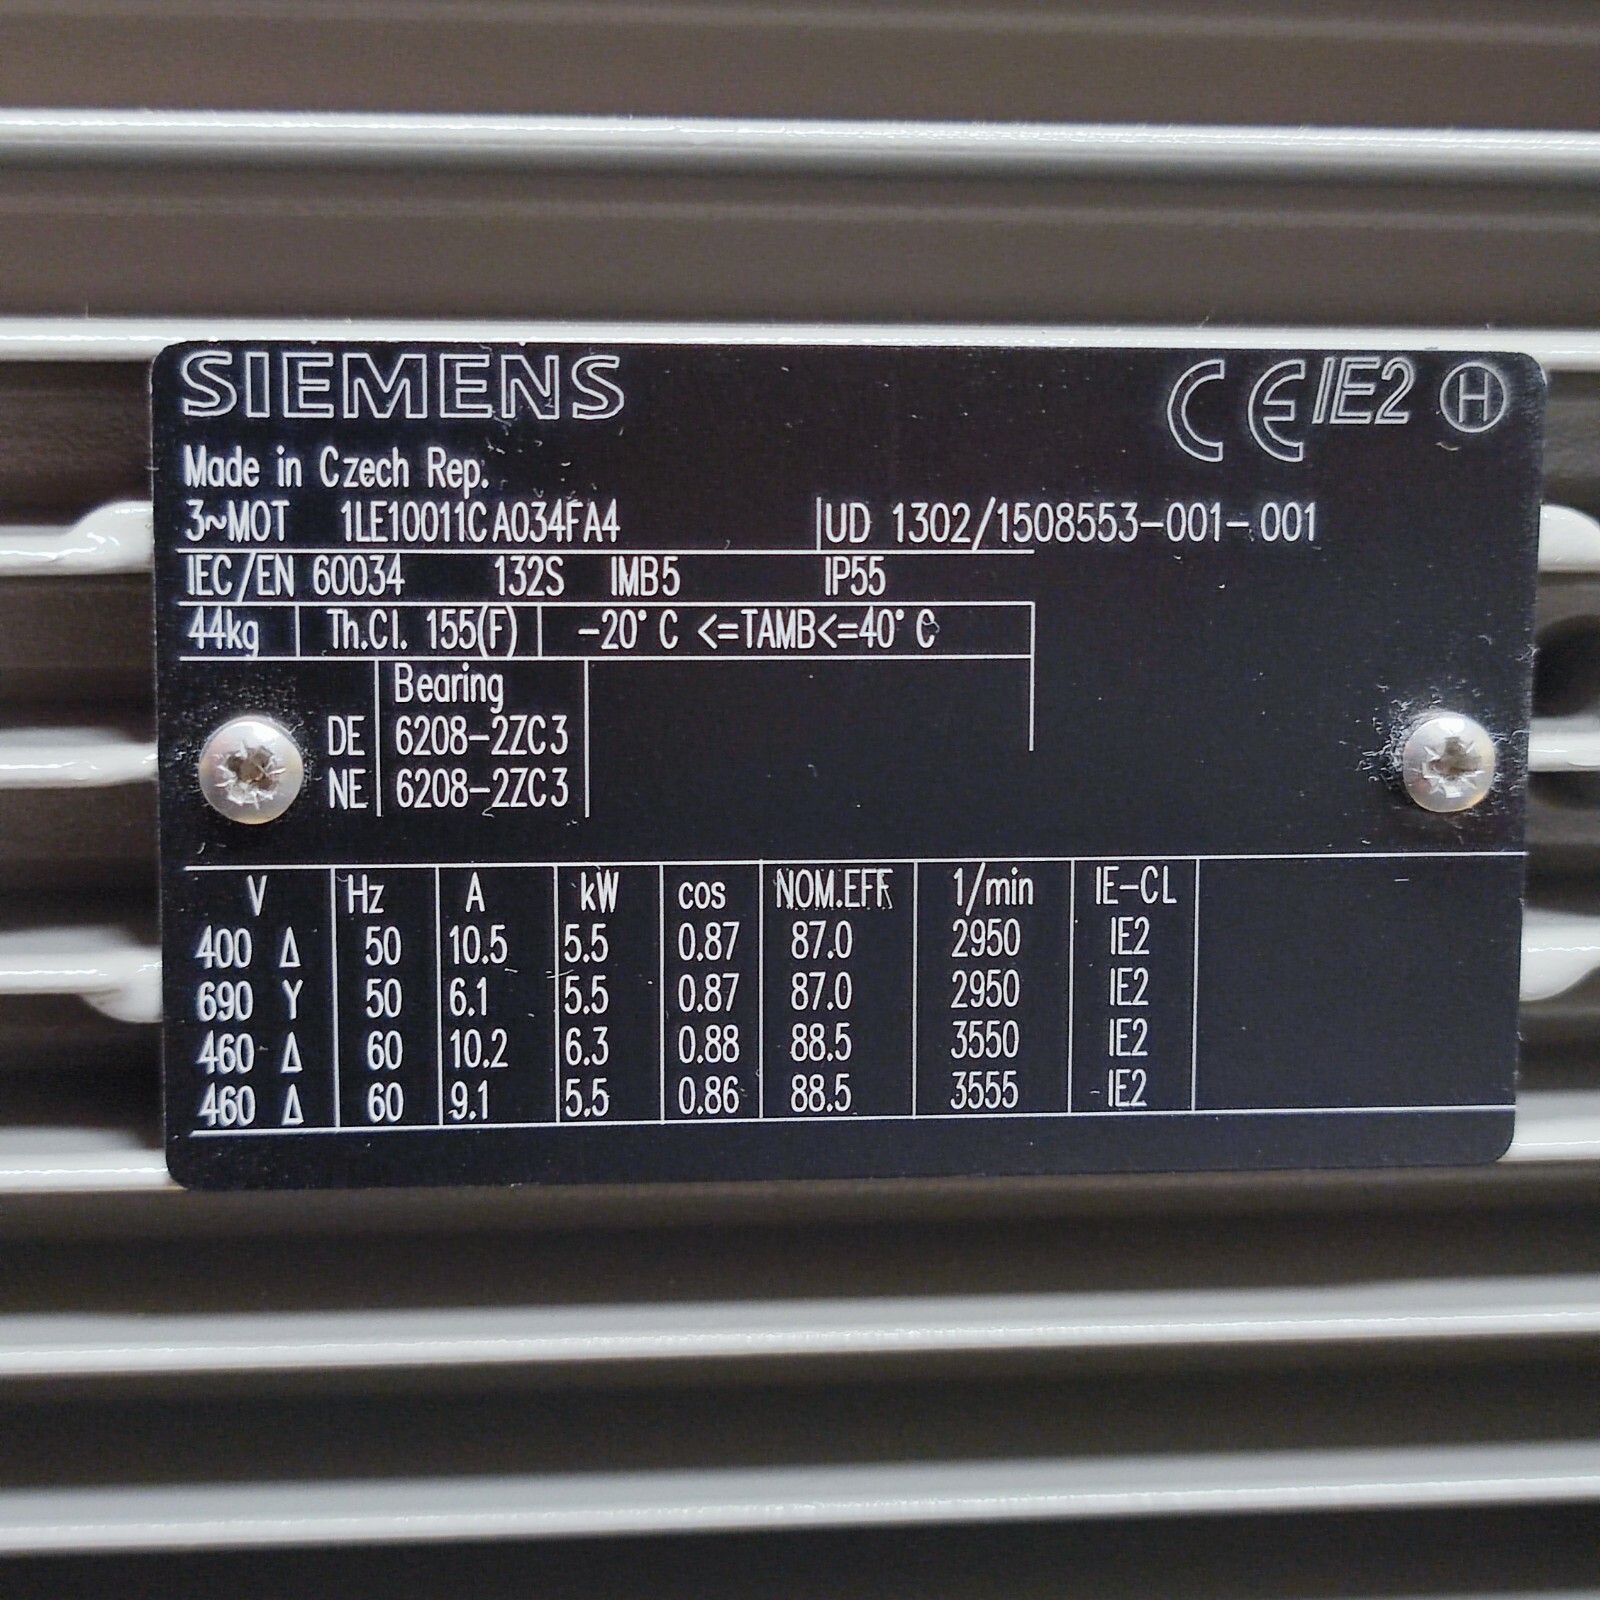 SIEMENS CE IE2 H
Made in Czech Rep.
3~MOT 1LE10011CA034FA4 UD 1302/1508553-001-001
IEC/EN 60034 132S IMB5 IP55
44kg Th.Cl. 155(F) -20°C <=TAMB<=40°C
Bearing
DE 6208-2ZC3
NE 6208-2ZC3
V Hz A kW cos NOM.EFF 1/min IE-CL
400 Δ 50 10.5 5.5 0.87 87.0 2950 IE2
690 Y 50 6.1 5.5 0.87 87.0 2950 IE2
460 Δ 60 10.2 6.3 0.88 88.5 3550 IE2
460 Δ 60 9.1 5.5 0.86 88.5 3555 IE2